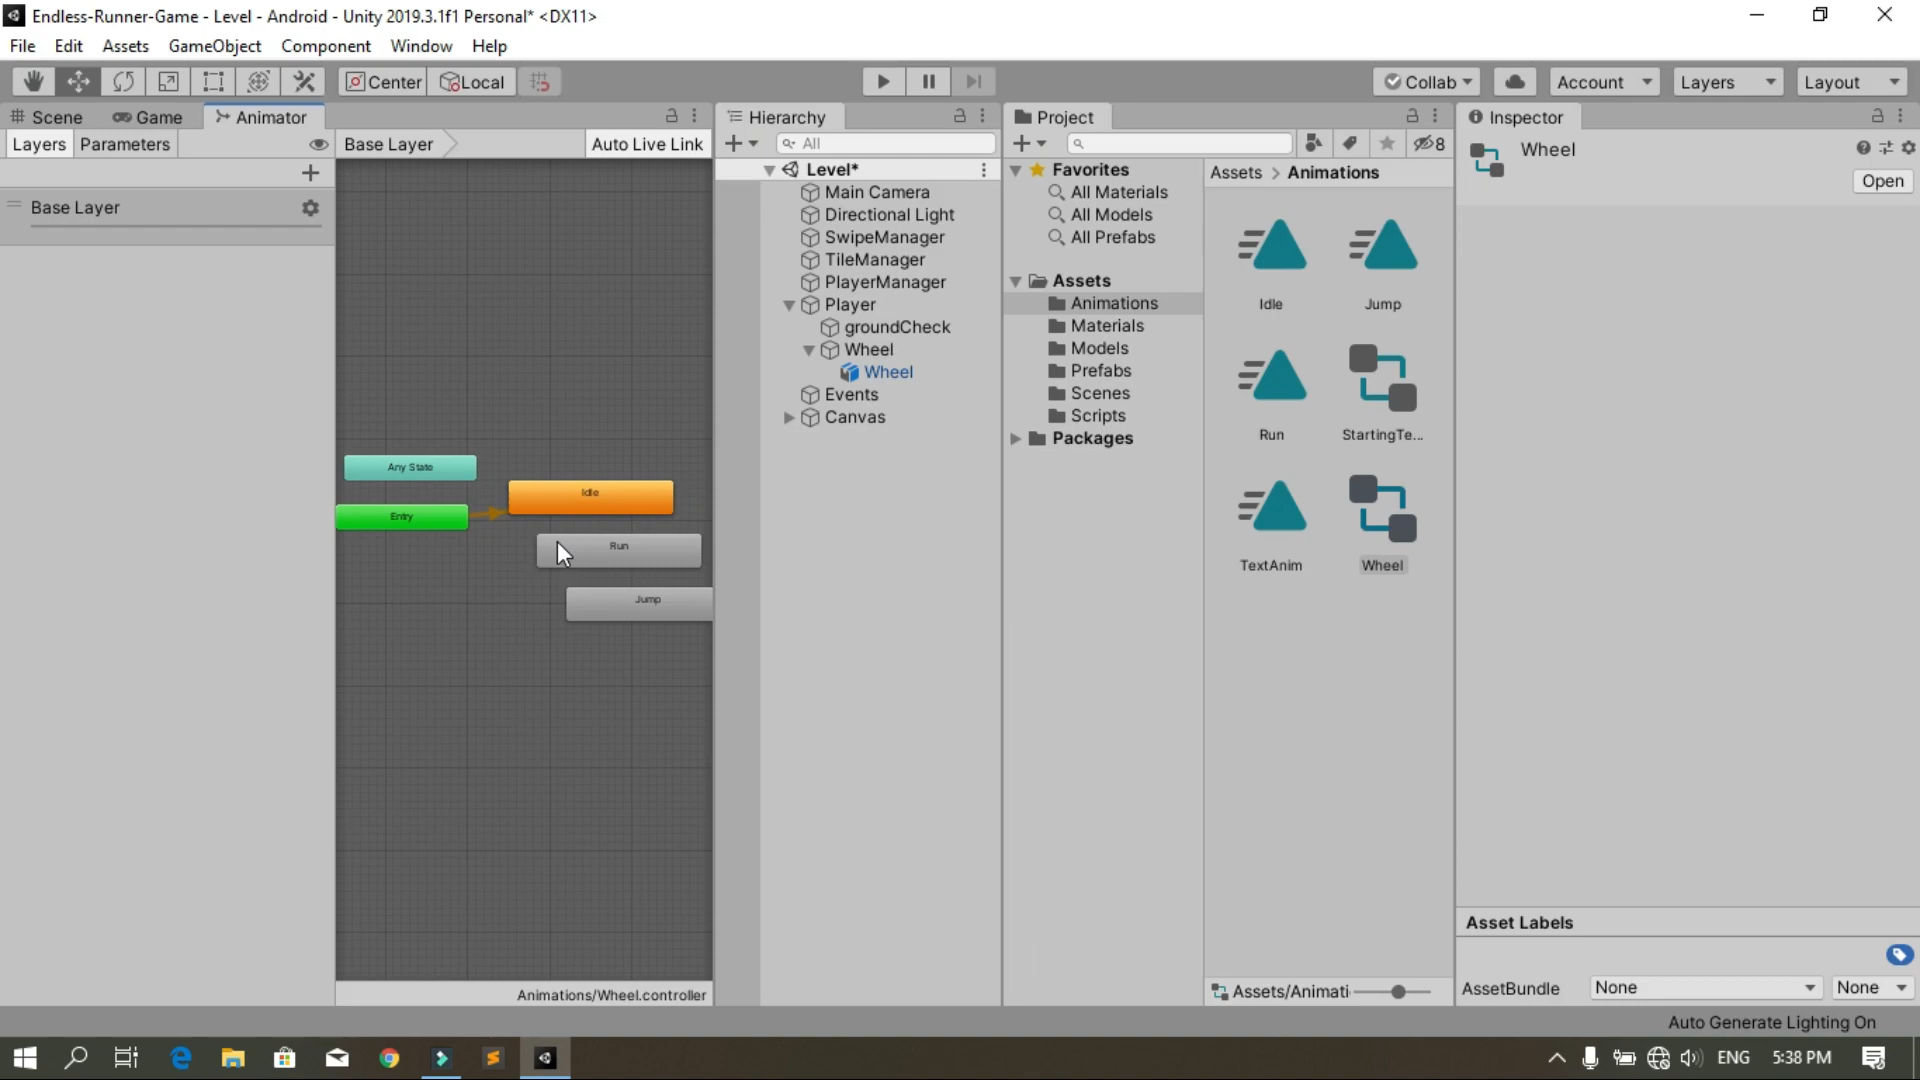 Endless-Runner-Game - Level - Android - Unity 2019.3.1f1 Personal* <DX11>
File Edit Assets GameObject Component Window Help
Center Local Collab Account Layers Layout
Scene Game Animator
Layers Parameters Base Layer Auto Live Link
Base Layer
Any State
Entry
Idle
Run
Jump
Animations/Wheel.controller
Hierarchy
All
Level*
Main Camera
Directional Light
SwipeManager
TileManager
PlayerManager
Player
groundCheck
Wheel
Wheel
Events
Canvas
Project
8
Favorites
All Materials
All Models
All Prefabs
Assets
Animations
Materials
Models
Prefabs
Scenes
Scripts
Packages
Assets > Animations
Idle Jump
Run StartingTe...
TextAnim Wheel
Assets/Animati
Inspector
Wheel
Open
Asset Labels
AssetBundle None None
Auto Generate Lighting On
ENG 5:38 PM